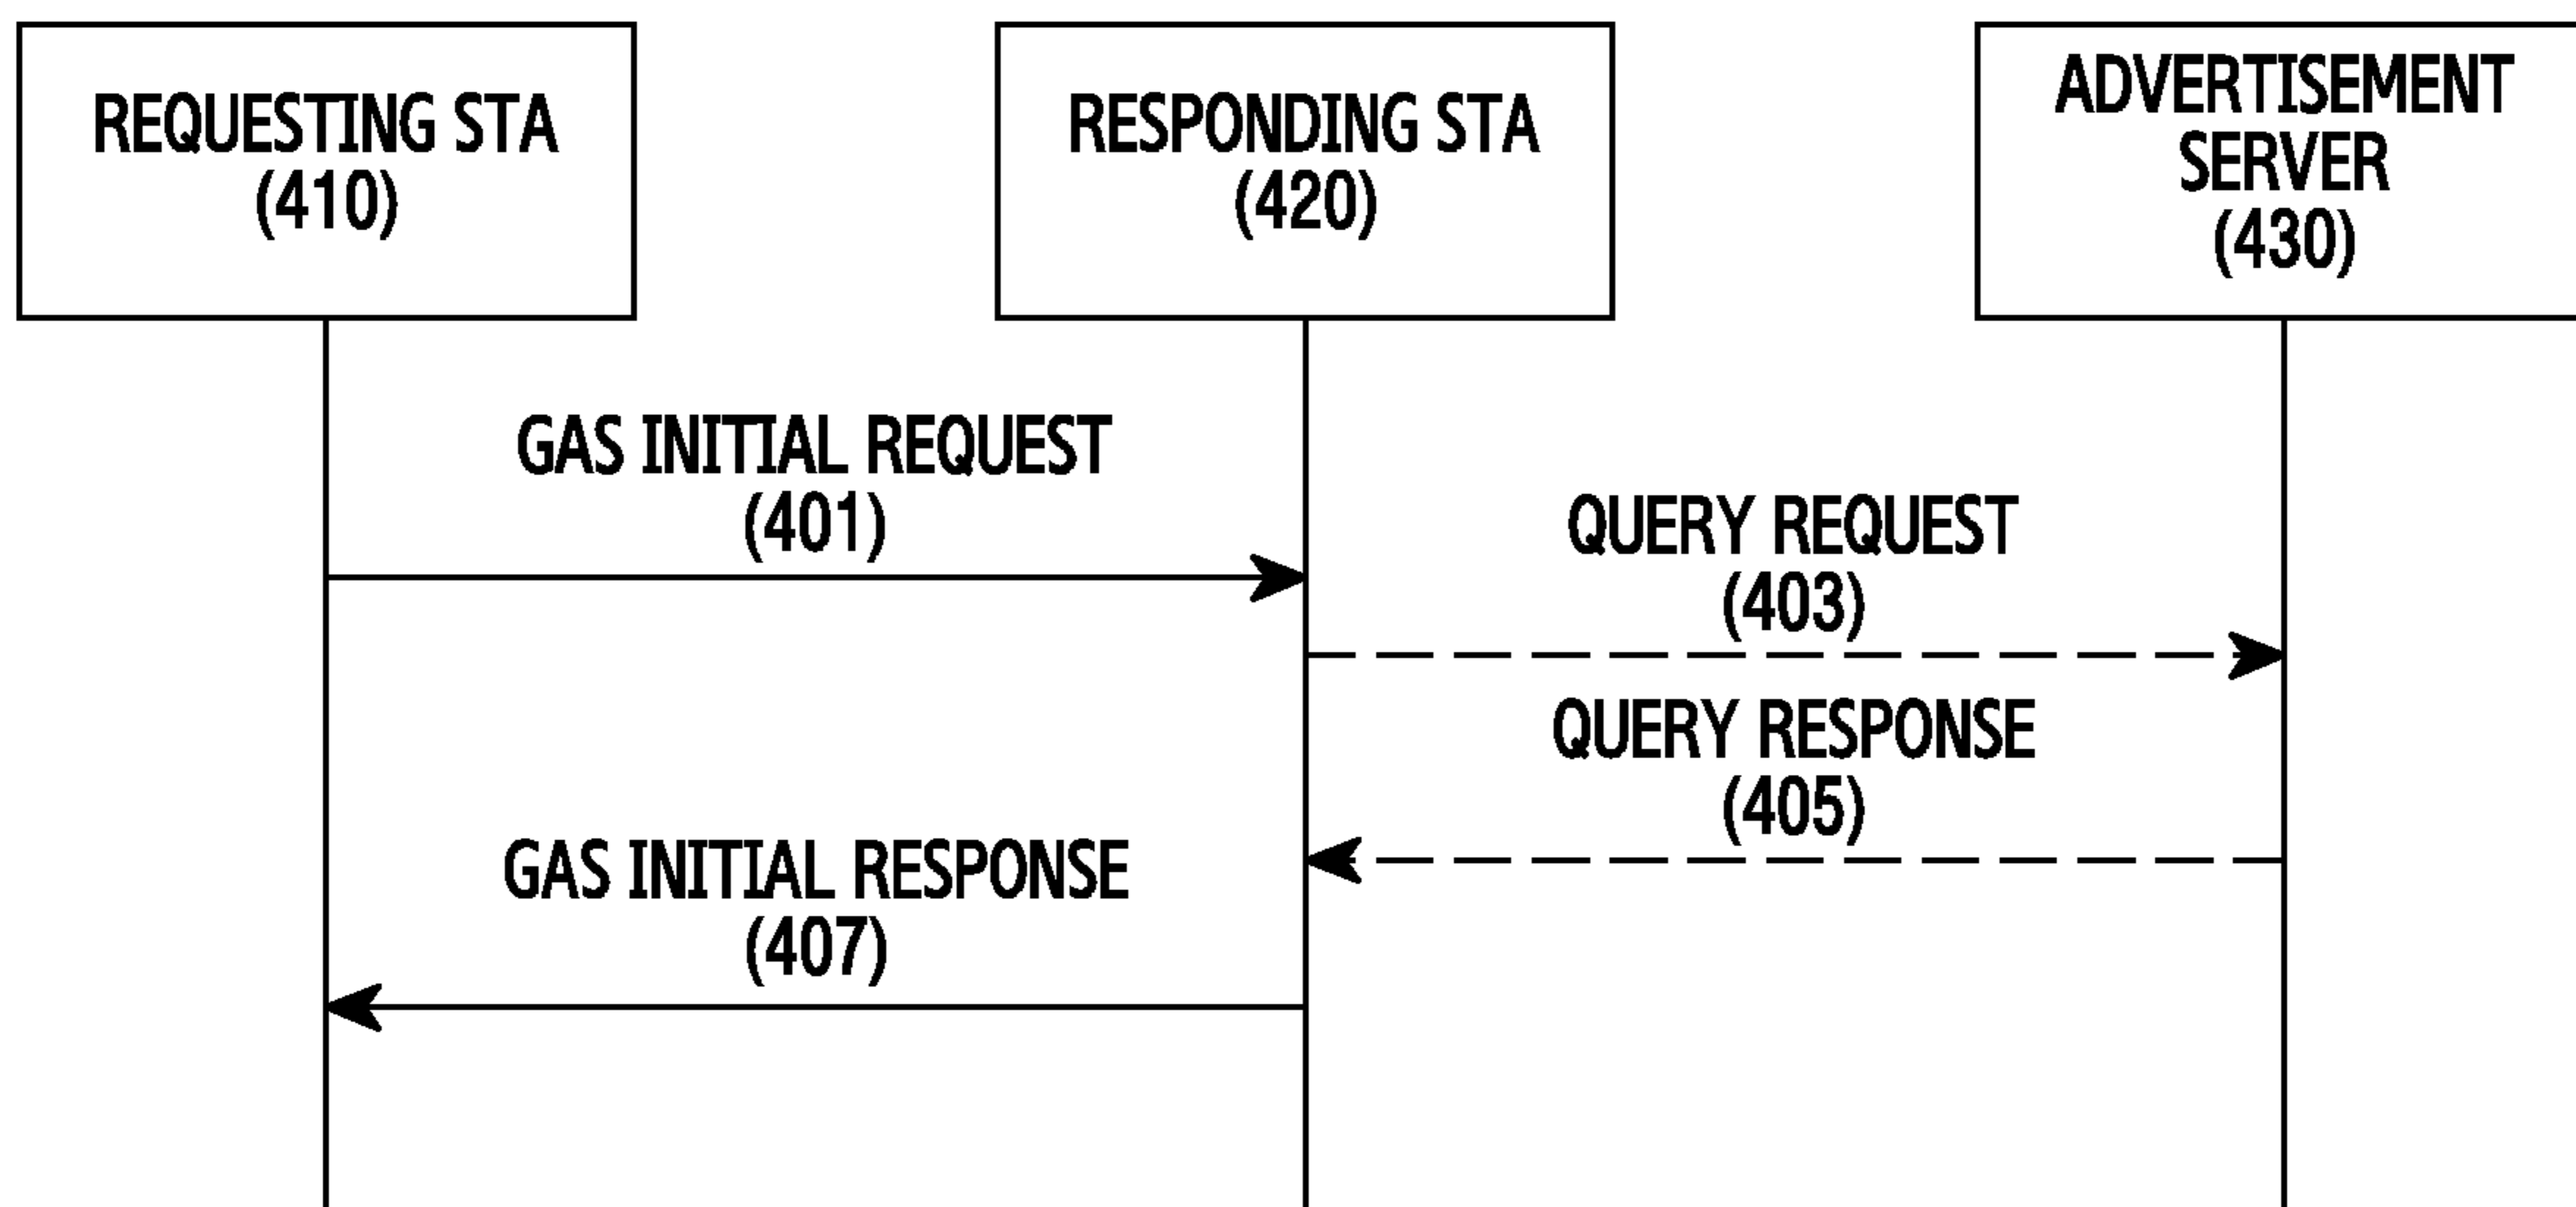 REQUESTING STA
(410)
RESPONDING STA
(420)
ADVERTISEMENT
SERVER
(430)
GAS INITIAL REQUEST
(401)
QUERY REQUEST
(403)
QUERY RESPONSE
(405)
GAS INITIAL RESPONSE
(407)